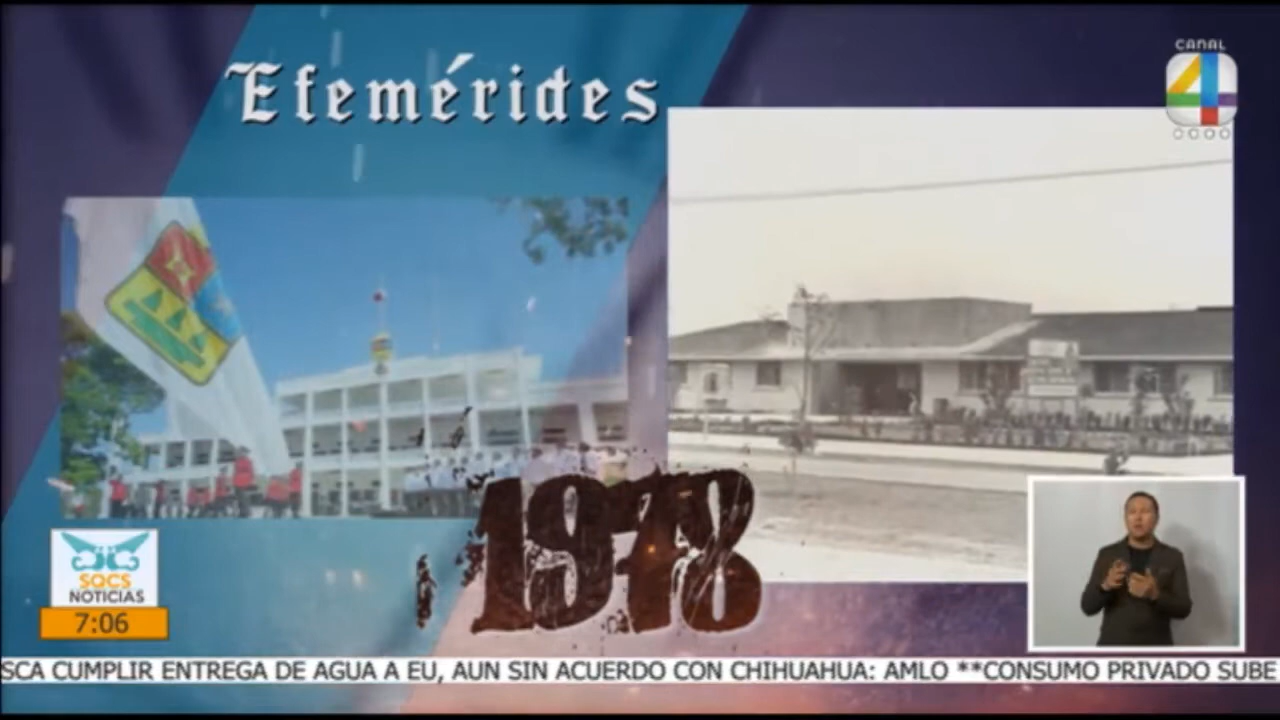 Efemérides
CANAL
4
1978
SQCS
NOTICIAS
7:06
SCA CUMPLIR ENTREGA DE AGUA A EU, AUN SIN ACUERDO CON CHIHUAHUA: AMLO **CONSUMO PRIVADO SUBE